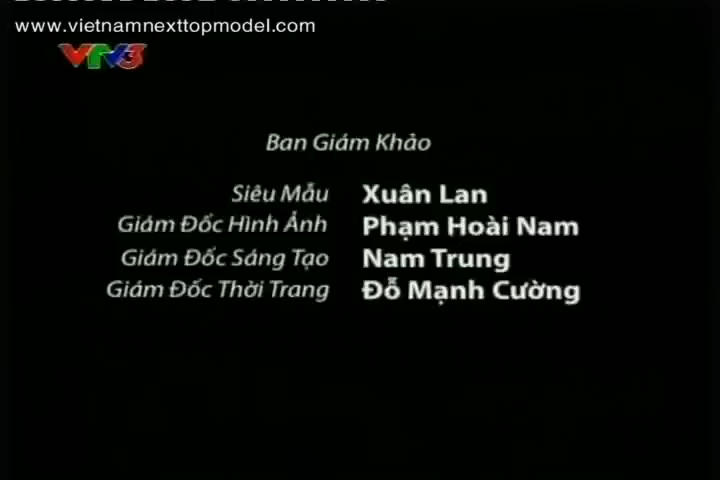 www.vietnamnexttopmodel.com
VTV3
Ban Giám Khảo
Siêu Mẫu Xuân Lan
Giám Đốc Hình Ảnh Phạm Hoài Nam
Giám Đốc Sáng Tạo Nam Trung
Giám Đốc Thời Trang Đỗ Mạnh Cường